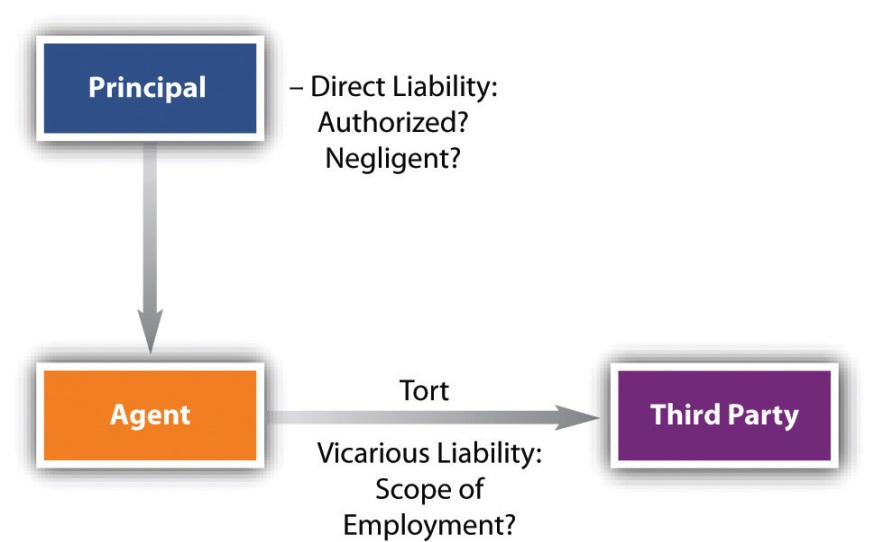 Principal
– Direct Liability:
Authorized?
Negligent?
Agent
Tort
Third Party
Vicarious Liability:
Scope of
Employment?